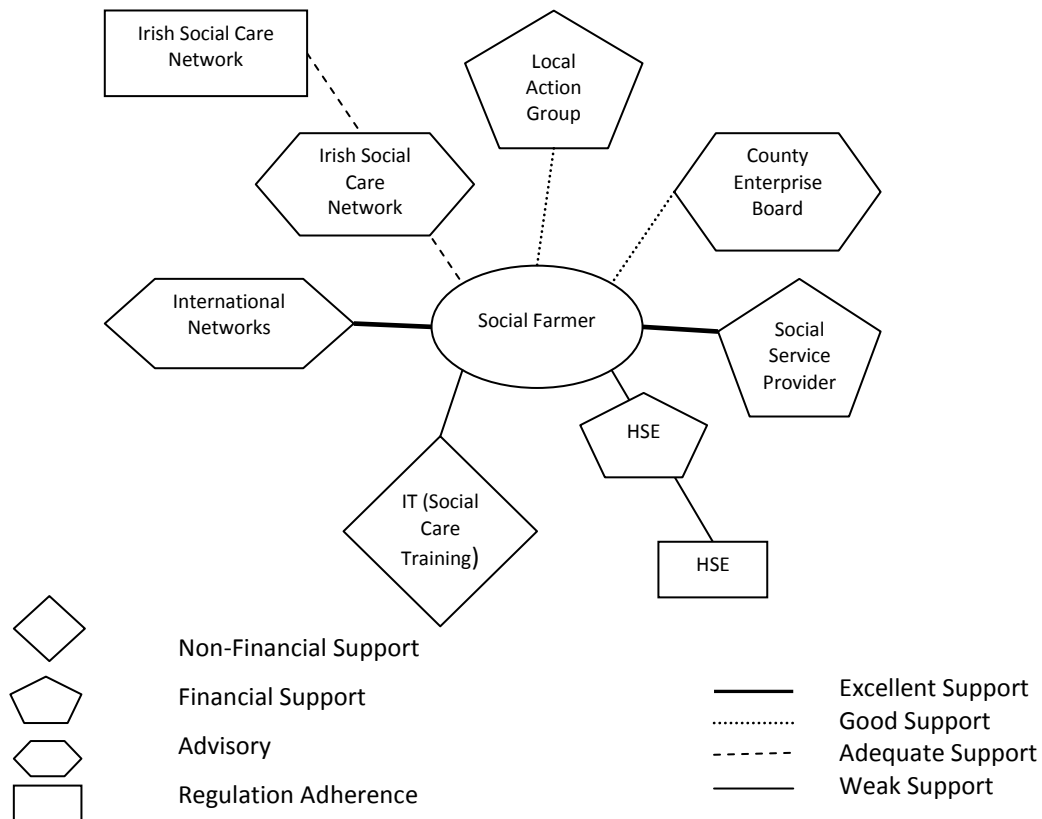 Irish Social Care
Network
Local
Action
Group
Irish Social
Care
Network
County
Enterprise
Board
International
Networks
Social Farmer
Social
Service
Provider
HSE
IT (Social
Care
Training)
HSE
Non-Financial Support
Financial Support
Advisory
Regulation Adherence
Excellent Support
Good Support
Adequate Support
Weak Support